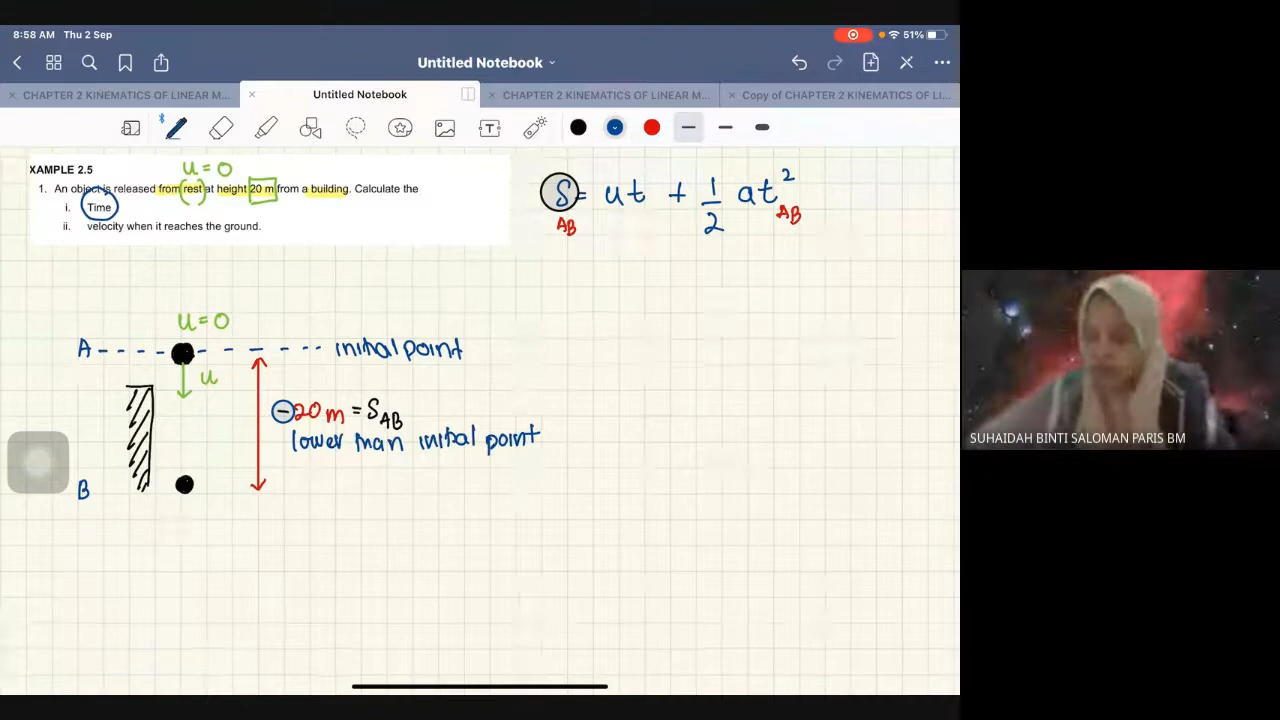 8:58 AM Thu 2 Sep
51%
Untitled Notebook
CHAPTER 2 KINEMATICS OF LINEAR M...
Untitled Notebook
CHAPTER 2 KINEMATICS OF LINEAR M...
Copy of CHAPTER 2 KINEMATICS OF LI...
XAMPLE 2.5
u = 0
1. An object is released from rest at height 20 m from a building. Calculate the
i. Time
ii. velocity when it reaches the ground.
S = ut + 1/2 at²
AB AB
u = 0
A initial point
u
-20 m = S AB
lower than initial point
B
SUHAIDAH BINTI SALOMAN PARIS BM